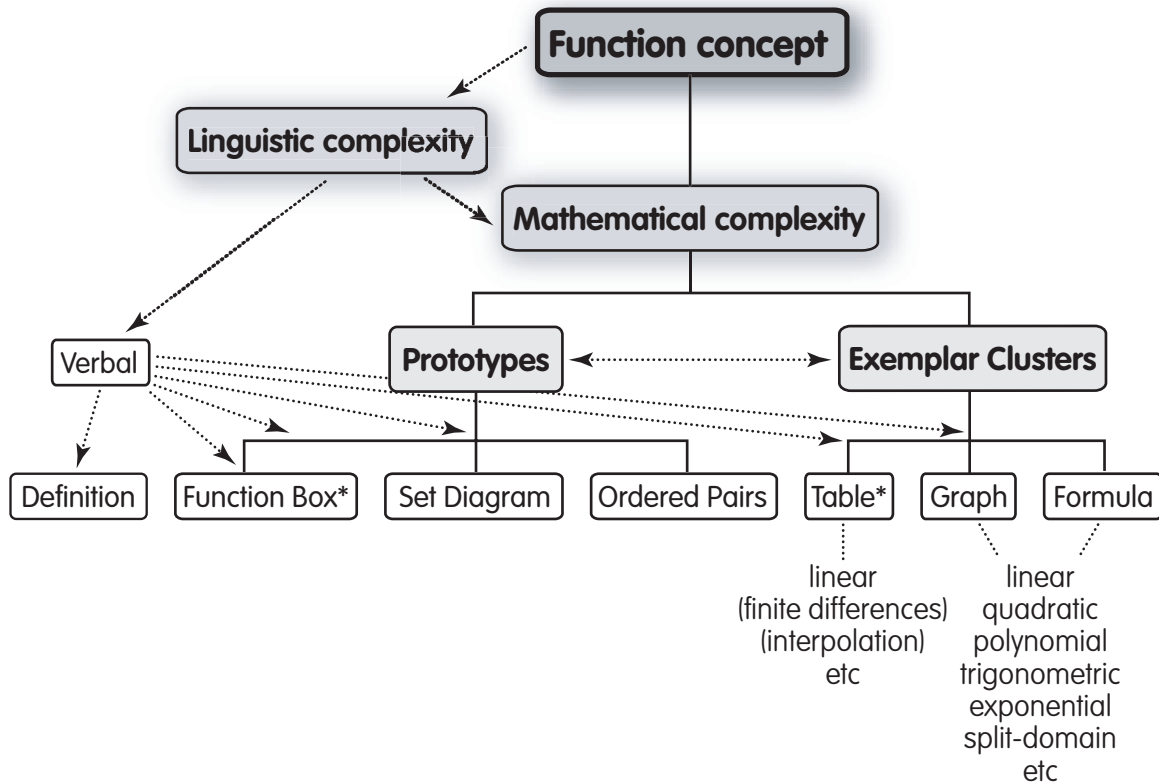 Function concept
Linguistic complexity
Mathematical complexity
Verbal
Prototypes
Exemplar Clusters
Definition
Function Box*
Set Diagram
Ordered Pairs
Table*
Graph
Formula
linear
(finite differences)
(interpolation)
etc
linear
quadratic
polynomial
trigonometric
exponential
split-domain
etc